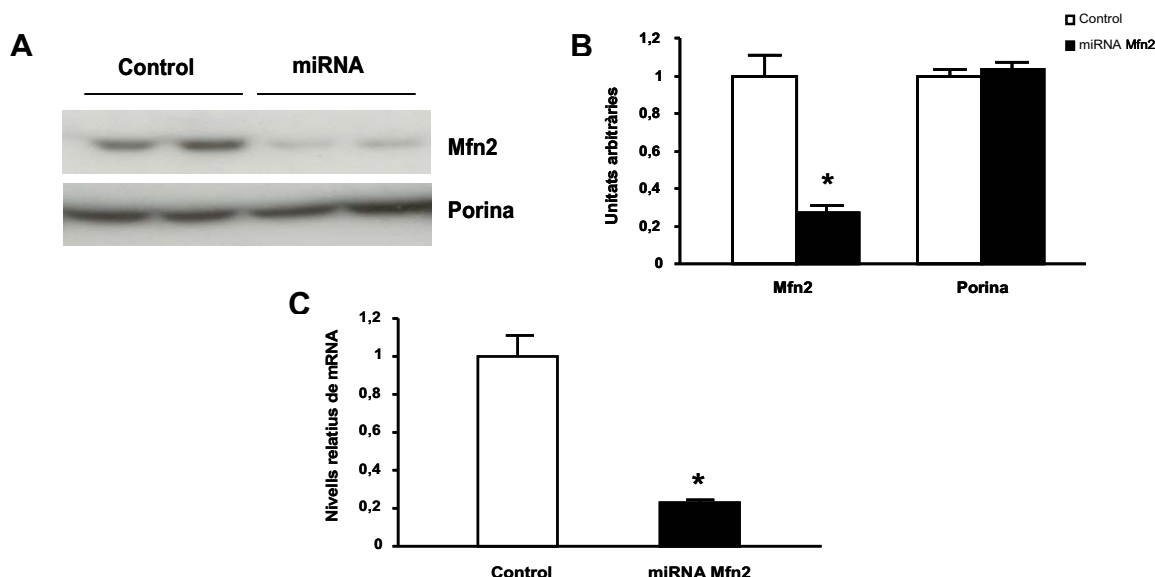 A
Control
miRNA
Mfn2
Porina
B
Control
miRNA Mfn2
Unitats arbitràries
1,2
1
0,8
0,6
0,4
0,2
0
*
Mfn2
Porina
C
Nivells relatius de mRNA
1,2
1
0,8
0,6
0,4
0,2
0
*
Control
miRNA Mfn2